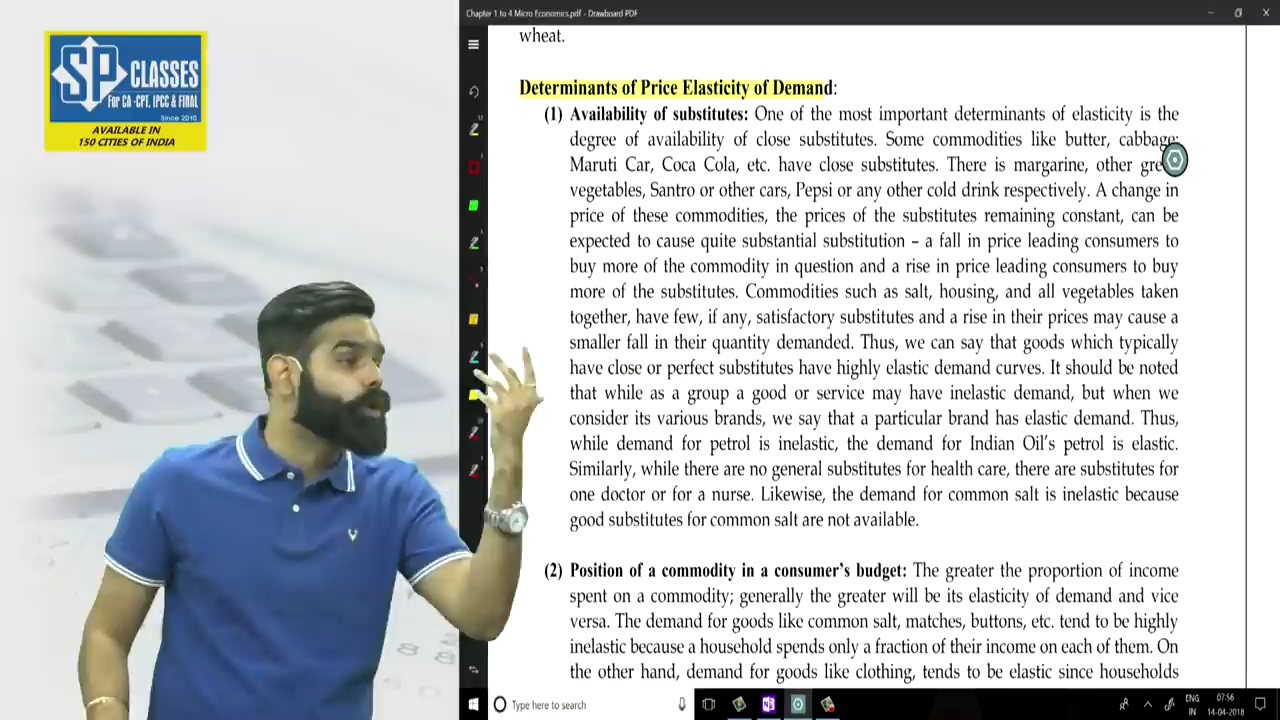 Chapter 1 to 4 Micro Economics.pdf - Drawboard PDF
SP CLASSES
For CA -CPT, IPCC & FINAL
Since 2010
AVAILABLE IN
150 CITIES OF INDIA
wheat.
Determinants of Price Elasticity of Demand:
(1) Availability of substitutes: One of the most important determinants of elasticity is the
degree of availability of close substitutes. Some commodities like butter, cabbage,
Maruti Car, Coca Cola, etc. have close substitutes. There is margarine, other
vegetables, Santro or other cars, Pepsi or any other cold drink respectively. A change in
price of these commodities, the prices of the substitutes remaining constant, can be
expected to cause quite substantial substitution – a fall in price leading consumers to
buy more of the commodity in question and a rise in price leading consumers to buy
more of the substitutes. Commodities such as salt, housing, and all vegetables taken
together, have few, if any, satisfactory substitutes and a rise in their prices may cause a
smaller fall in their quantity demanded. Thus, we can say that goods which typically
have close or perfect substitutes have highly elastic demand curves. It should be noted
that while as a group a good or service may have inelastic demand, but when we
consider its various brands, we say that a particular brand has elastic demand. Thus,
while demand for petrol is inelastic, the demand for Indian Oil's petrol is elastic.
Similarly, while there are no general substitutes for health care, there are substitutes for
one doctor or for a nurse. Likewise, the demand for common salt is inelastic because
good substitutes for common salt are not available.
(2) Position of a commodity in a consumer's budget: The greater the proportion of income
spent on a commodity; generally the greater will be its elasticity of demand and vice
versa. The demand for goods like common salt, matches, buttons, etc. tend to be highly
inelastic because a household spends only a fraction of their income on each of them. On
the other hand, demand for goods like clothing, tends to be elastic since households
Type here to search
ENG
IN
07:56
14-04-2018